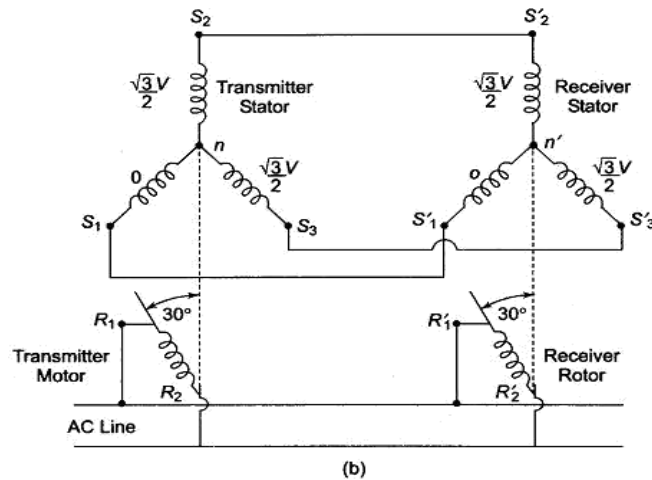 S2 S'2
√3/2 V Transmitter Stator √3/2 V Receiver Stator
n n'
0 √3/2 V o √3/2 V
S1 S3 S'1 S'3
30° 30°
R1 R'1
Transmitter Motor Receiver Rotor
R2 R'2
AC Line
(b)